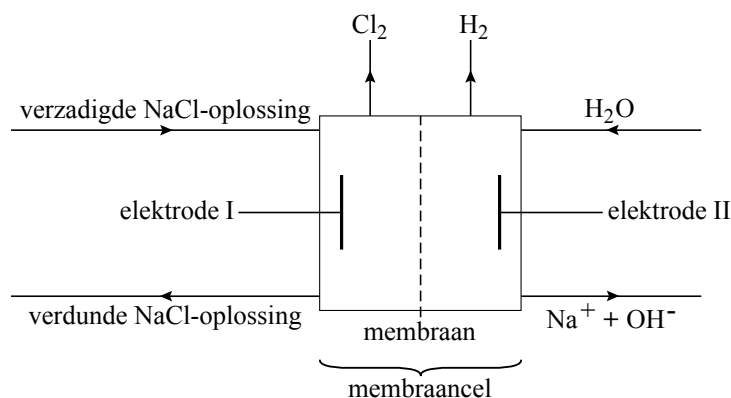 Cl₂ H₂
verzadigde NaCl-oplossing H₂O
elektrode I elektrode II
verdunde NaCl-oplossing Na⁺ + OH⁻
membraan
membraancel